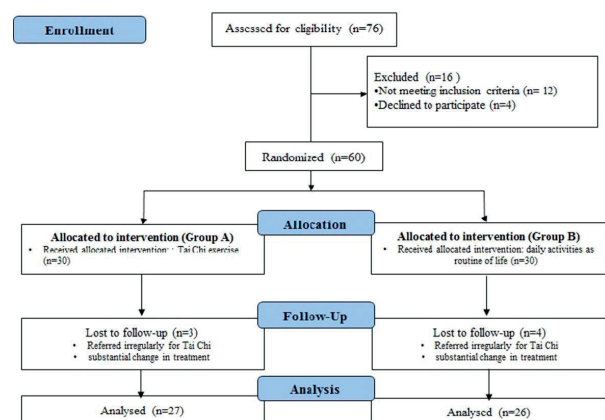 Enrollment
Assessed for eligibility (n=76)
Excluded (n=16 )
•Not meeting inclusion criteria (n= 12)
•Declined to participate (n=4)
Randomized (n=60)
Allocation
Allocated to intervention (Group A)
• Received allocated intervention: : Tai Chi exercise
(n=30)
Allocated to intervention (Group B)
• Received allocated intervention: daily activities as
routine of life (n=30)
Follow-Up
Lost to follow-up (n=3)
• Referred irregularly for Tai Chi
• substantial change in treatment
Lost to follow-up (n=4)
• Referred irregularly for Tai Chi
• substantial change in treatment
Analysis
Analysed (n=27)
Analysed (n=26)